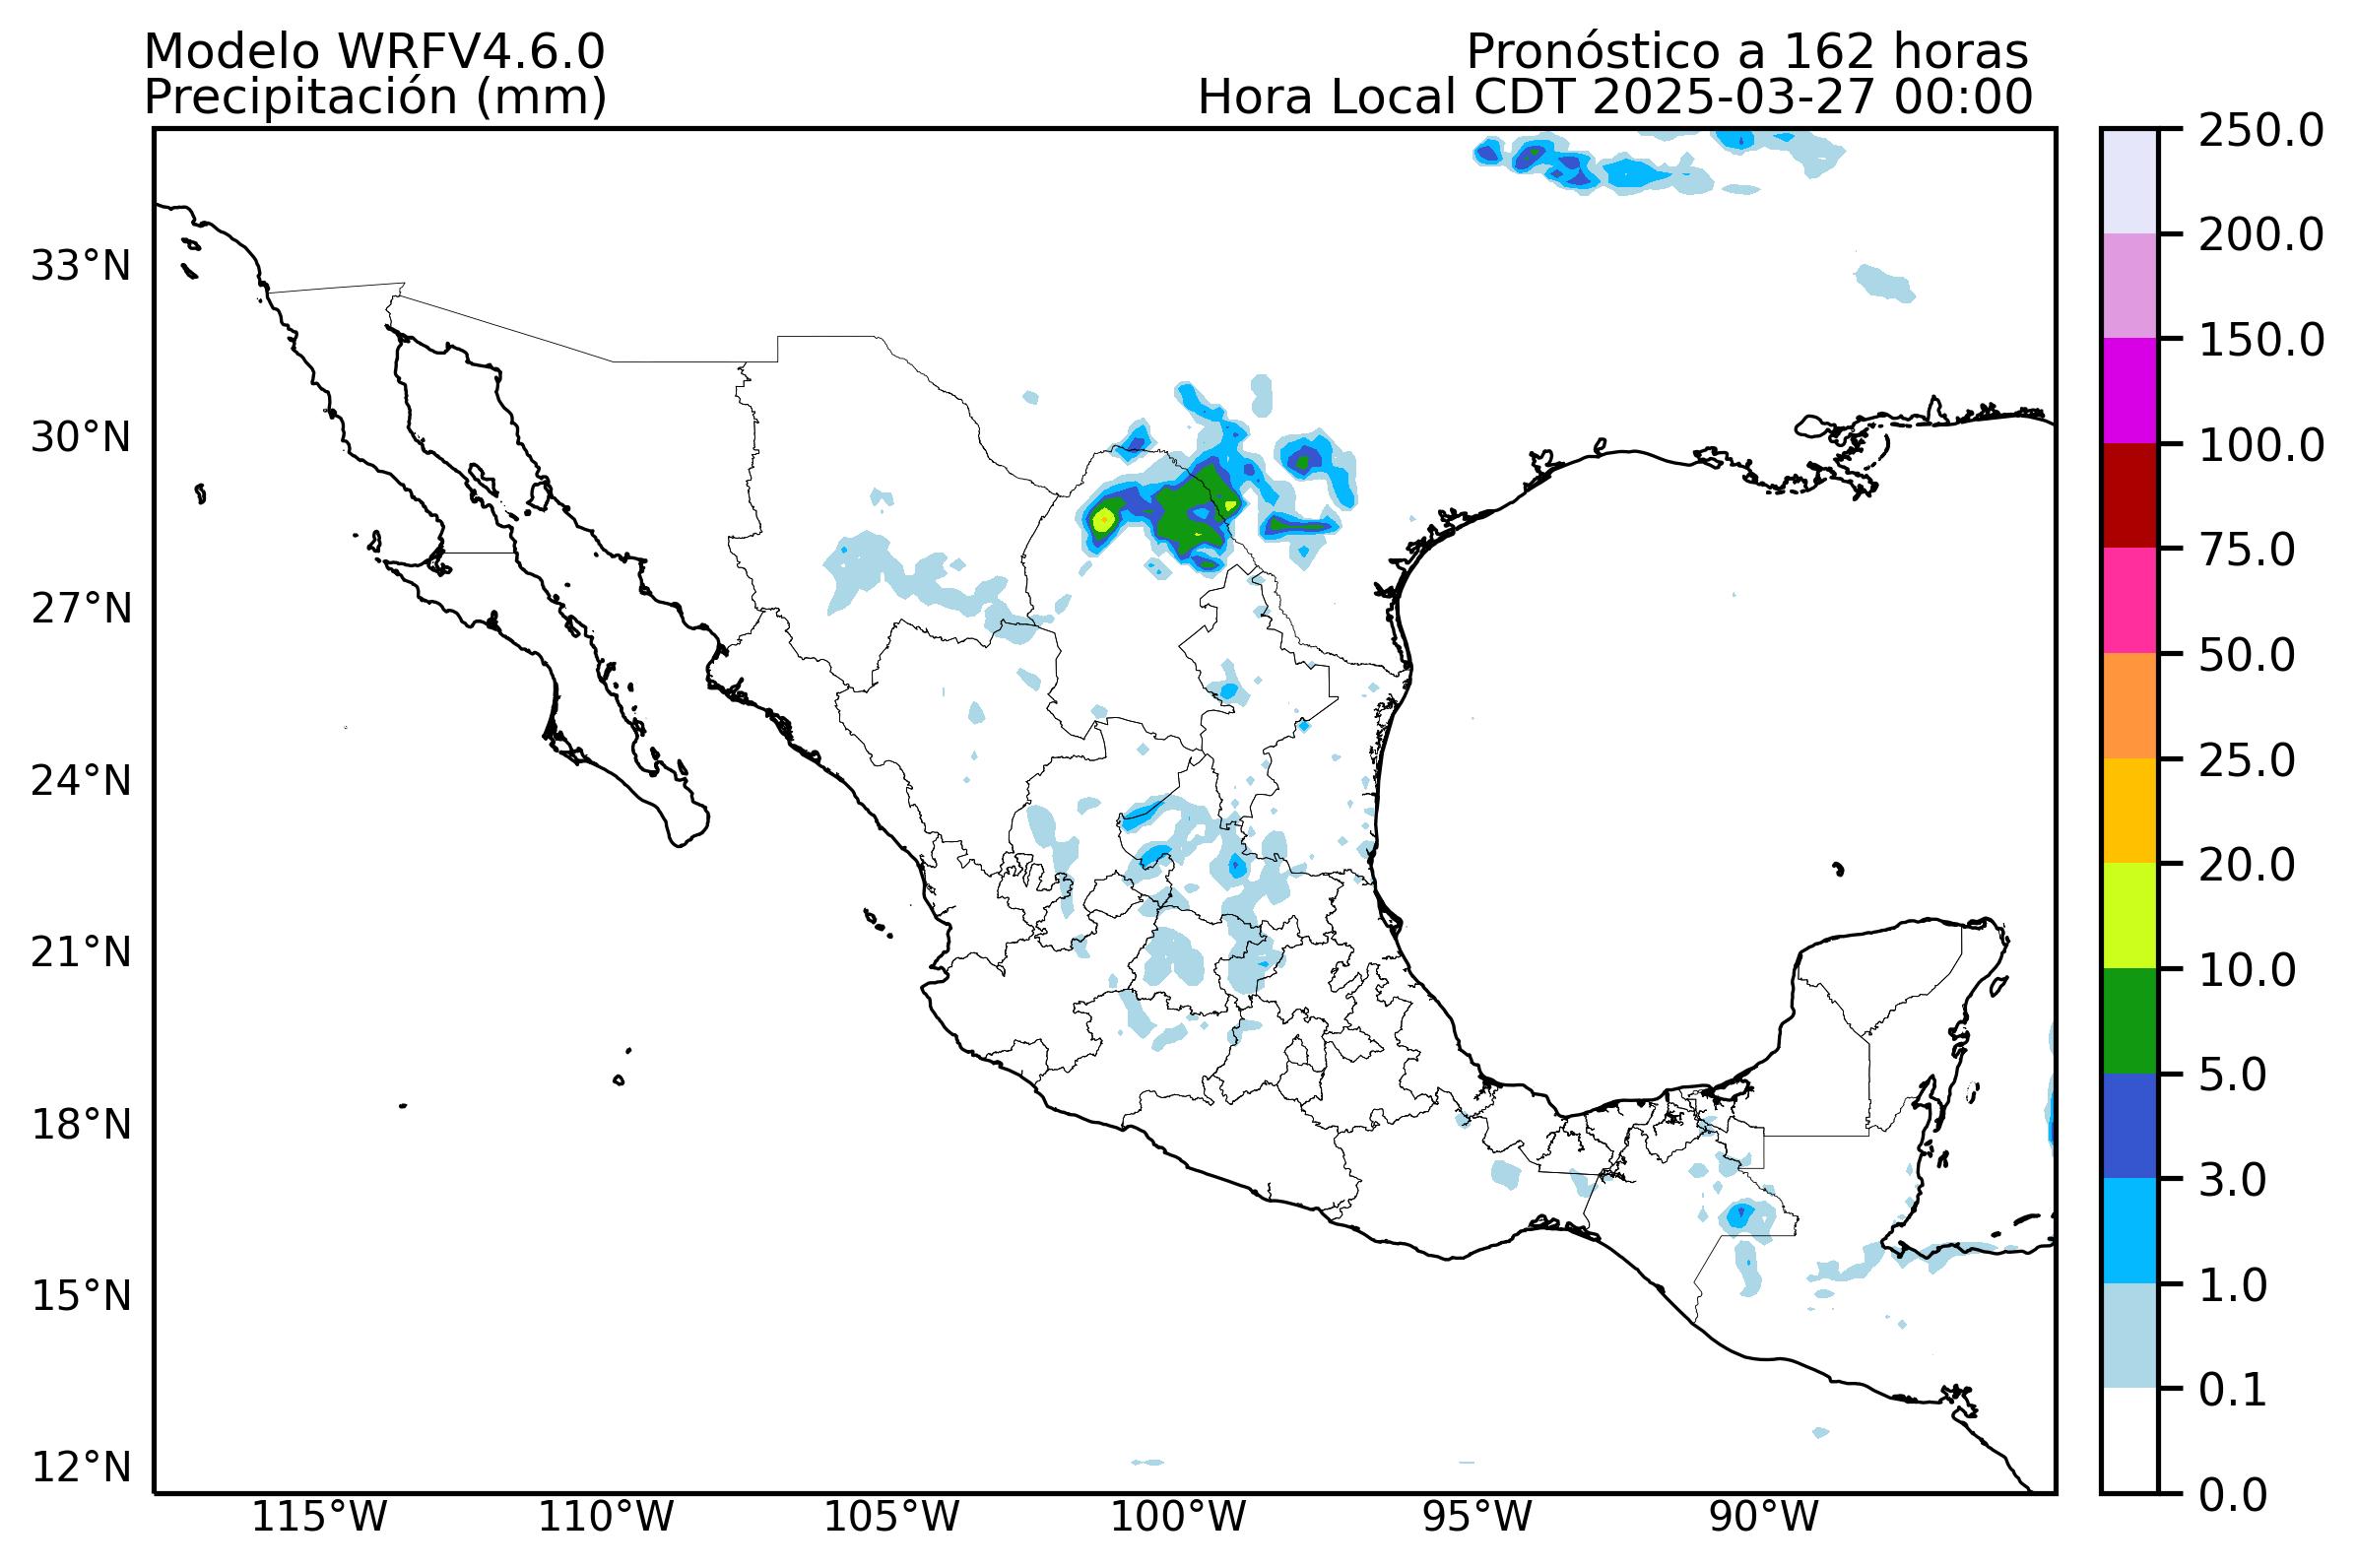 Modelo WRFV4.6.0
Precipitación (mm)
Pronóstico a 162 horas
Hora Local CDT 2025-03-27 00:00
33°N
30°N
27°N
24°N
21°N
18°N
15°N
12°N
115°W
110°W
105°W
100°W
95°W
90°W
250.0
200.0
150.0
100.0
75.0
50.0
25.0
20.0
10.0
5.0
3.0
1.0
0.1
0.0